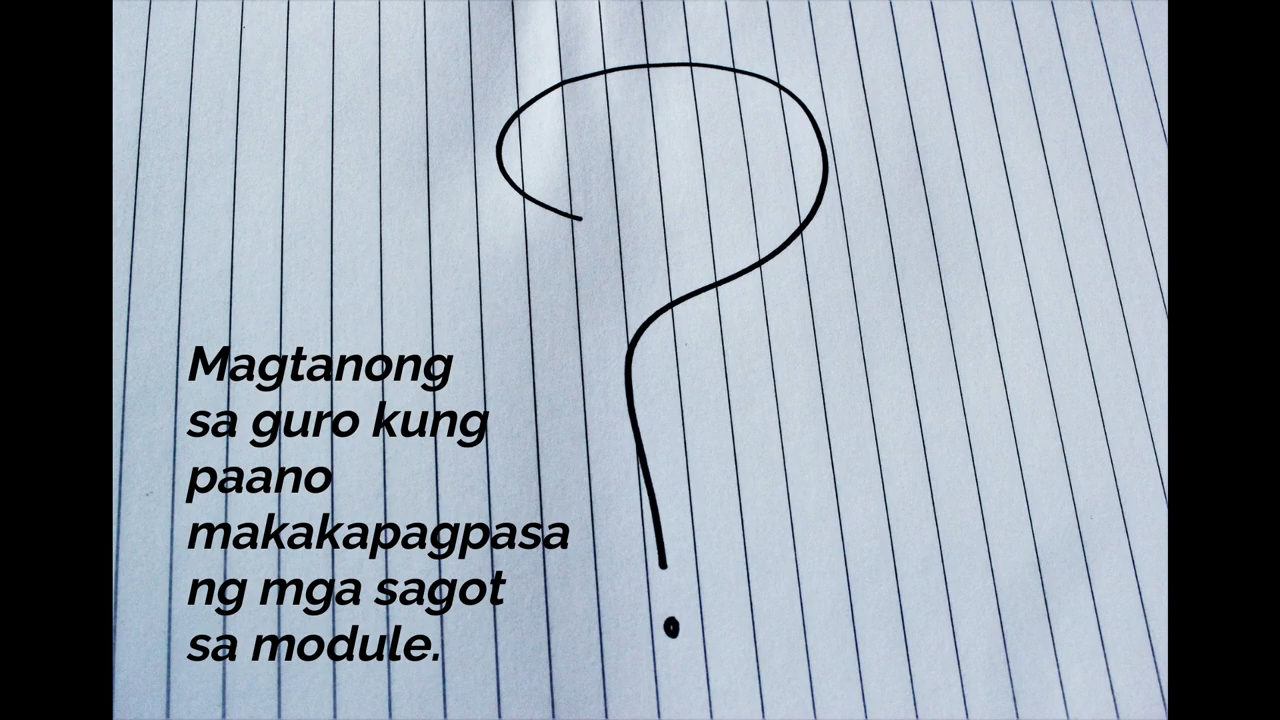 Magtanong
sa guro kung
paano
makakapagpasa
ng mga sagot
sa module.